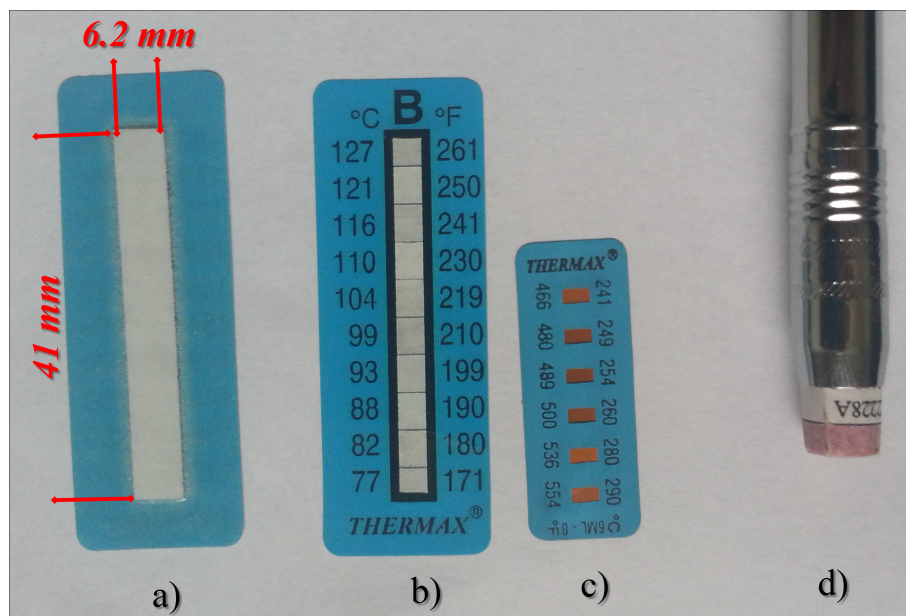 6.2 mm
41 mm
B
°C °F
127 261
121 250
116 241
110 230
104 219
99 210
93 199
88 190
82 180
77 171
THERMAX®
THERMAX®
466 241
480 249
489 254
500 260
536 280
554 290
°F 6ML - 8 °C
2228A
a)
b)
c)
d)